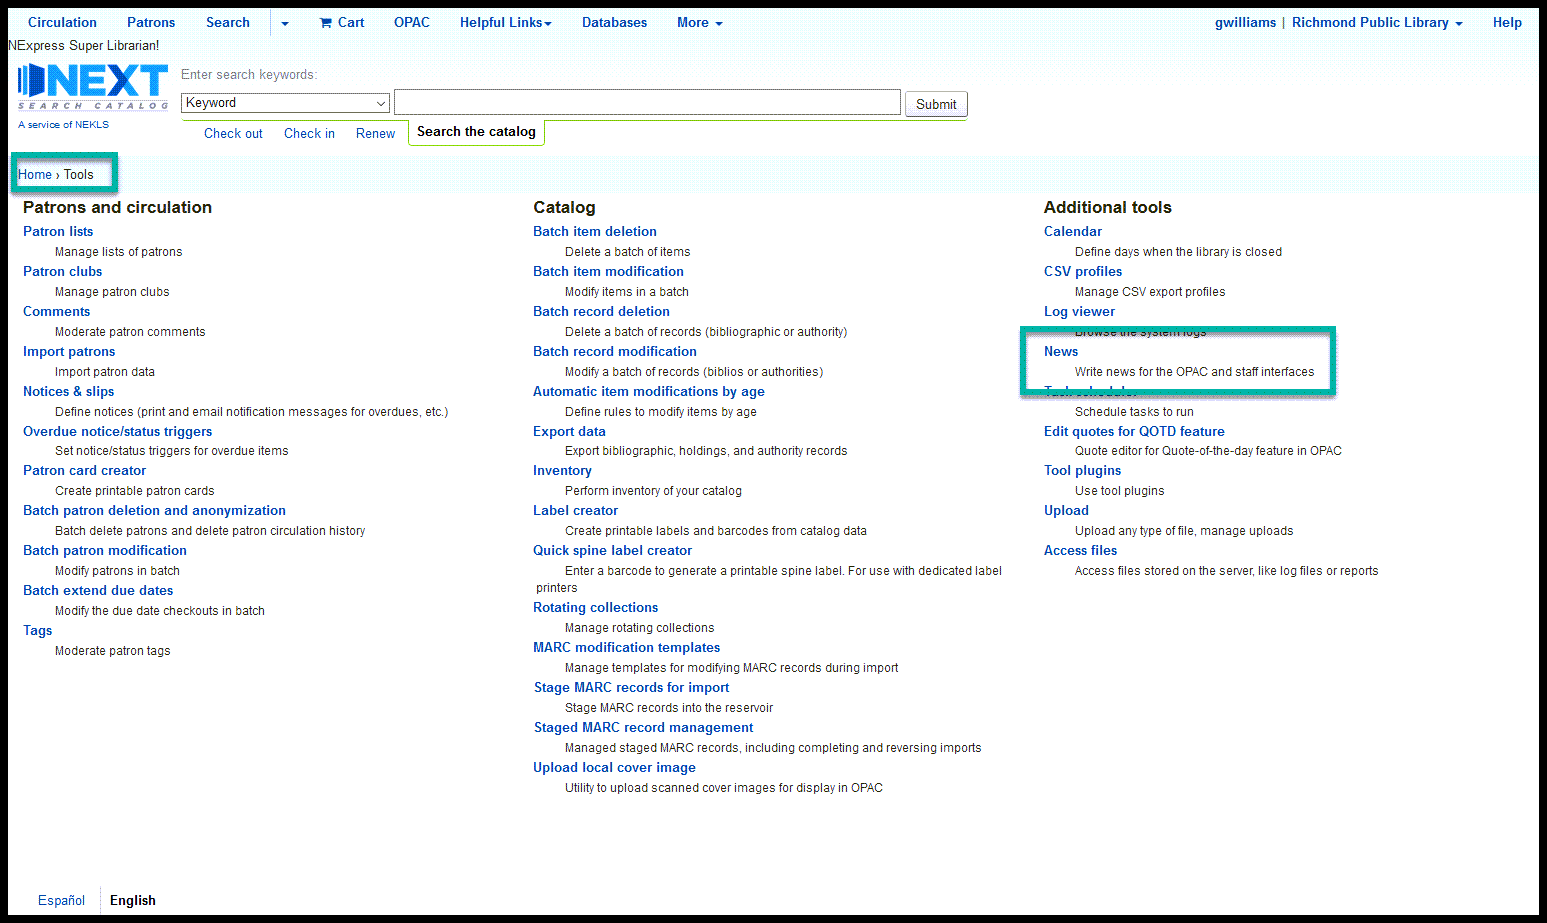 Circulation Patrons Search Cart OPAC Helpful Links Databases More gwilliams | Richmond Public Library Help
NExpress Super Librarian!
NEXT
SEARCH CATALOG
A service of NEKLS
Enter search keywords:
Keyword Submit
Check out Check in Renew Search the catalog
Home › Tools
Patrons and circulation
Patron lists
Manage lists of patrons
Patron clubs
Manage patron clubs
Comments
Moderate patron comments
Import patrons
Import patron data
Notices & slips
Define notices (print and email notification messages for overdues, etc.)
Overdue notice/status triggers
Set notice/status triggers for overdue items
Patron card creator
Create printable patron cards
Batch patron deletion and anonymization
Batch delete patrons and delete patron circulation history
Batch patron modification
Modify patrons in batch
Batch extend due dates
Modify the due date checkouts in batch
Tags
Moderate patron tags
Catalog
Batch item deletion
Delete a batch of items
Batch item modification
Modify items in a batch
Batch record deletion
Delete a batch of records (bibliographic or authority)
Batch record modification
Modify a batch of records (biblios or authorities)
Automatic item modifications by age
Define rules to modify items by age
Export data
Export bibliographic, holdings, and authority records
Inventory
Perform inventory of your catalog
Label creator
Create printable labels and barcodes from catalog data
Quick spine label creator
Enter a barcode to generate a printable spine label. For use with dedicated label
printers
Rotating collections
Manage rotating collections
MARC modification templates
Manage templates for modifying MARC records during import
Stage MARC records for import
Stage MARC records into the reservoir
Staged MARC record management
Managed staged MARC records, including completing and reversing imports
Upload local cover image
Utility to upload scanned cover images for display in OPAC
Additional tools
Calendar
Define days when the library is closed
CSV profiles
Manage CSV export profiles
Log viewer
Browse the system logs
News
Write news for the OPAC and staff interfaces
Task scheduler
Schedule tasks to run
Edit quotes for QOTD feature
Quote editor for Quote-of-the-day feature in OPAC
Tool plugins
Use tool plugins
Upload
Upload any type of file, manage uploads
Access files
Access files stored on the server, like log files or reports
Español English